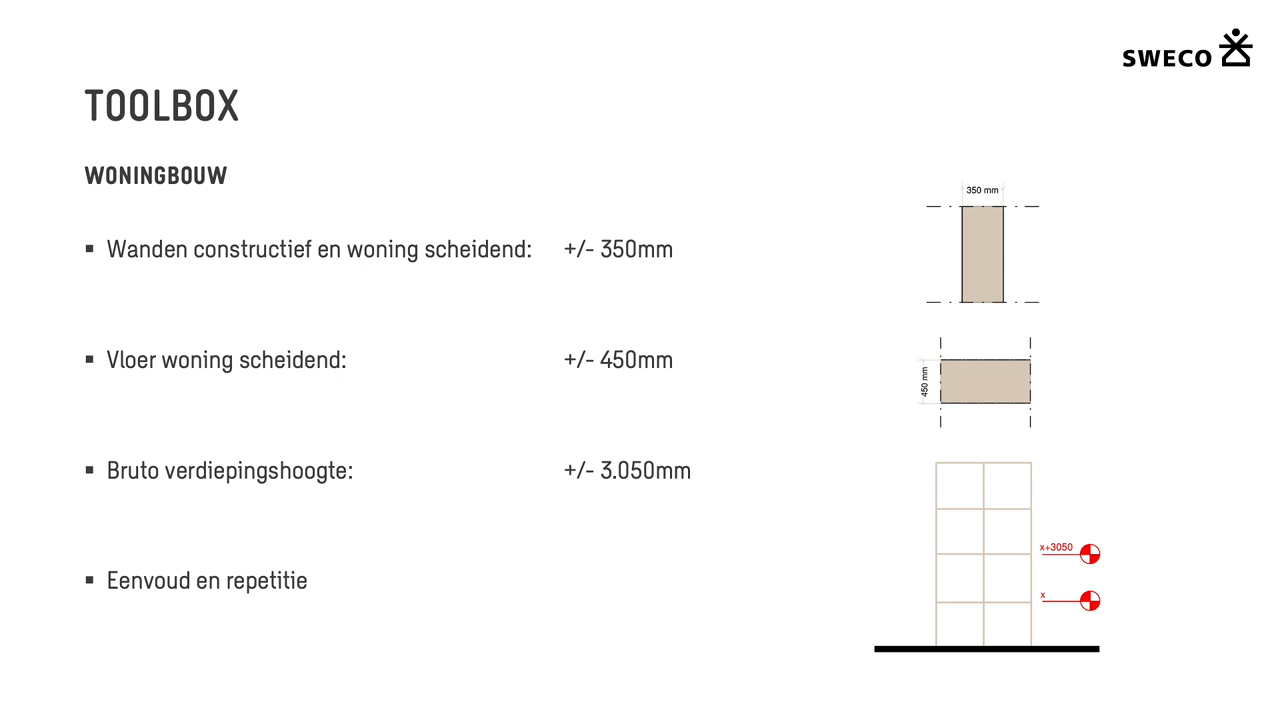 SWECO
TOOLBOX
WONINGBOUW
▪ Wanden constructief en woning scheidend: +/- 350mm
▪ Vloer woning scheidend: +/- 450mm
▪ Bruto verdiepingshoogte: +/- 3.050mm
▪ Eenvoud en repetitie
350 mm
450 mm
x+3050
x